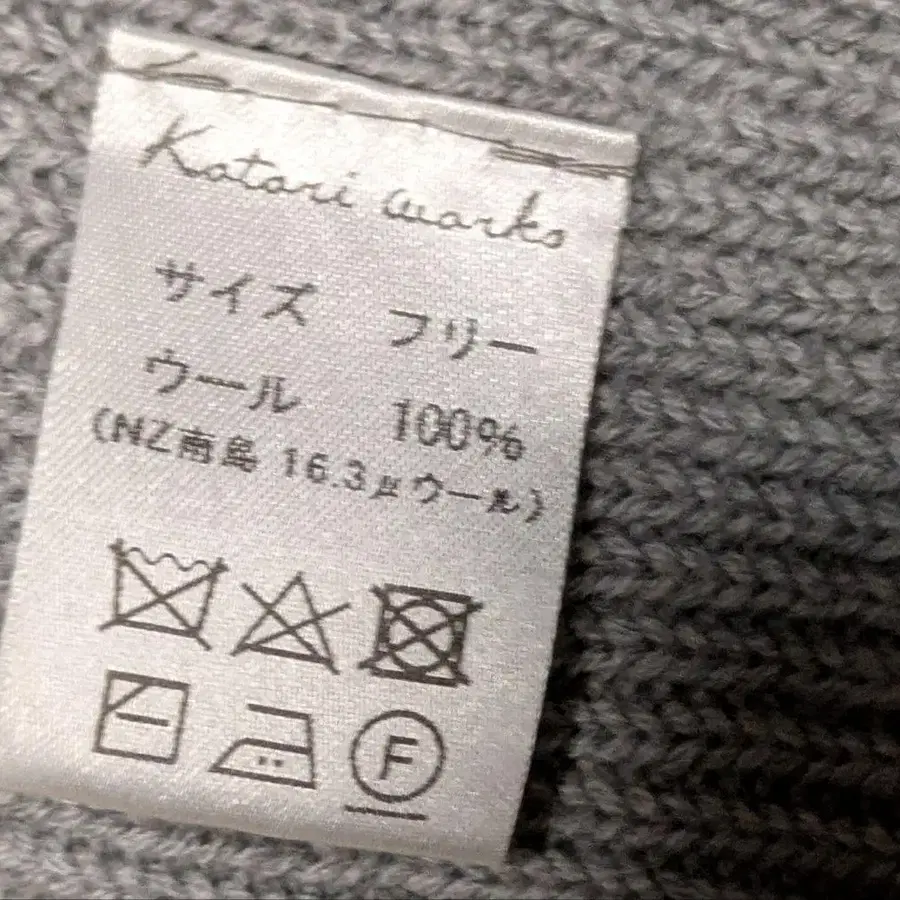 Kotori works
サイズ フリー
ウール 100%
(NZ南島 16.3μウール)
F